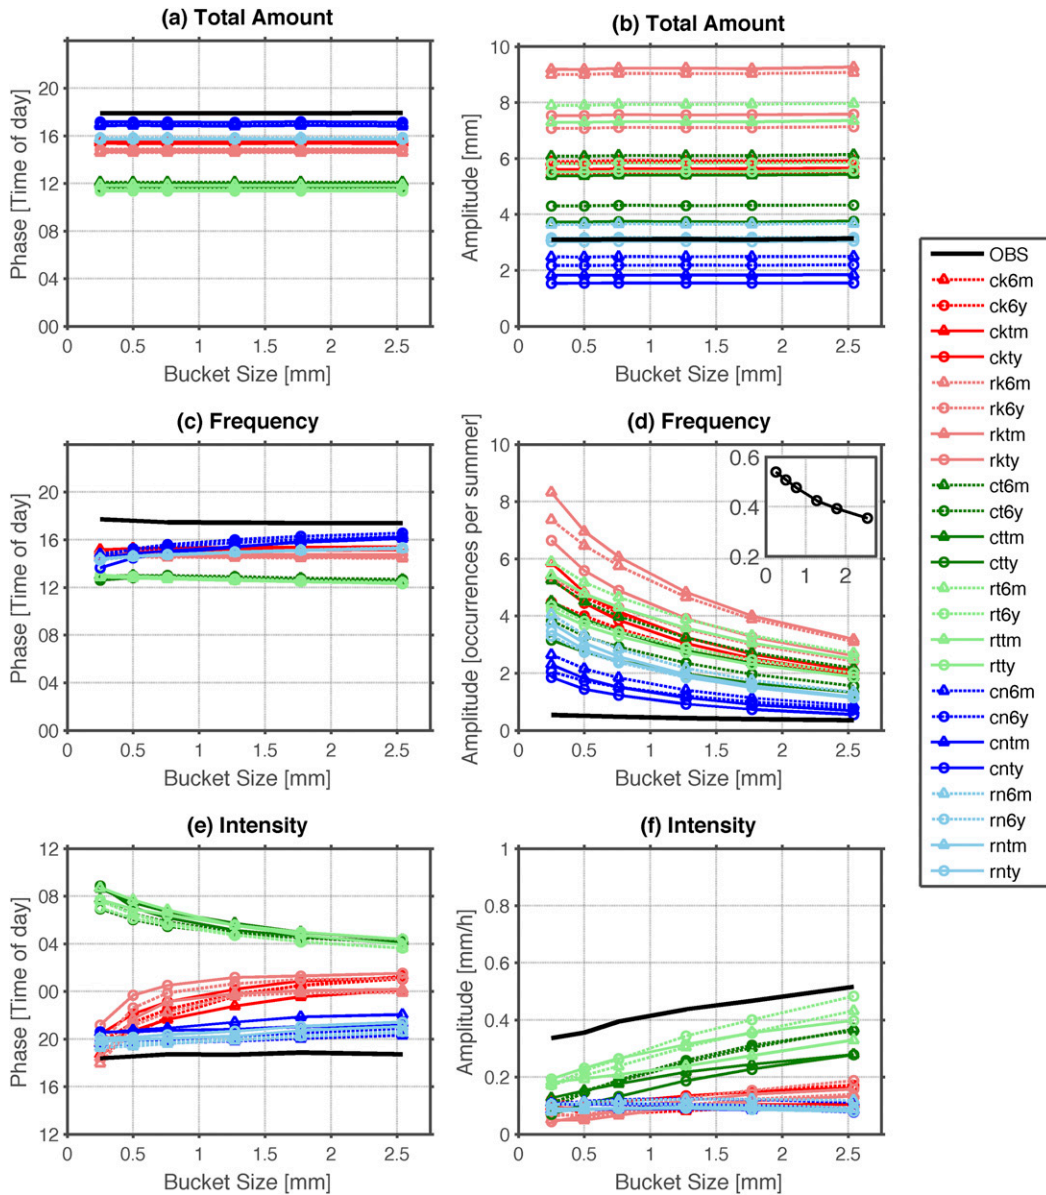 (a) Total Amount
(b) Total Amount
Phase [Time of day]
20
16
12
08
04
00
0
0.5
1
1.5
2
2.5
Bucket Size [mm]
Amplitude [mm]
10
8
6
4
2
0
0
0.5
1
1.5
2
2.5
Bucket Size [mm]
(c) Frequency
(d) Frequency
Phase [Time of day]
20
16
12
08
04
00
0
0.5
1
1.5
2
2.5
Bucket Size [mm]
Amplitude [occurrences per summer]
10
8
6
4
2
0
0.6
0.4
0.2
0
1
2
0
0.5
1
1.5
2
2.5
Bucket Size [mm]
(e) Intensity
(f) Intensity
Phase [Time of day]
12
08
04
00
20
16
12
0
0.5
1
1.5
2
2.5
Bucket Size [mm]
Amplitude [mm/h]
1
0.8
0.6
0.4
0.2
0
0
0.5
1
1.5
2
2.5
Bucket Size [mm]
OBS
ck6m
ck6y
cktm
ckty
rk6m
rk6y
rktm
rkty
ct6m
ct6y
cttm
ctty
rt6m
rt6y
rttm
rtty
cn6m
cn6y
cntm
cnty
rn6m
rn6y
rntm
rnty